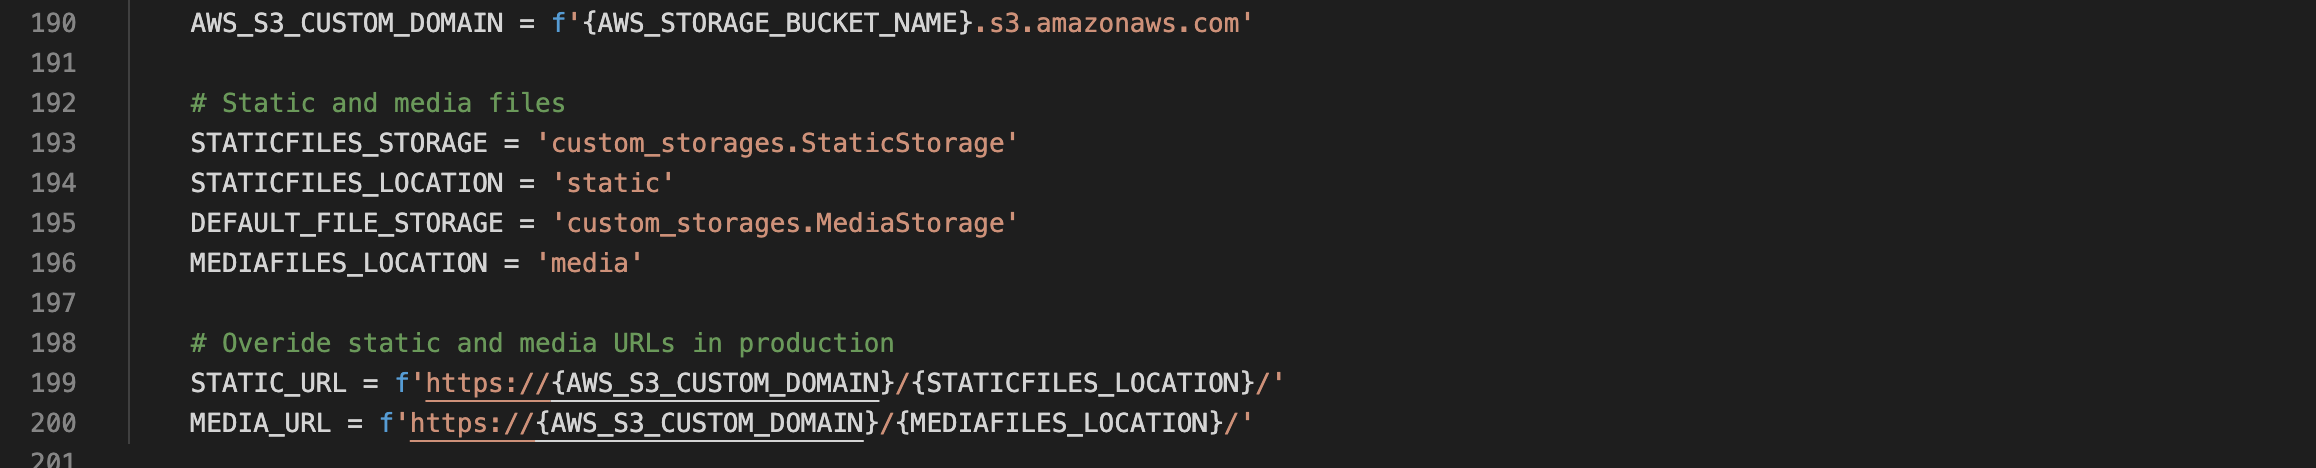 190 AWS_S3_CUSTOM_DOMAIN = f'{AWS_STORAGE_BUCKET_NAME}.s3.amazonaws.com'
191
192 # Static and media files
193 STATICFILES_STORAGE = 'custom_storages.StaticStorage'
194 STATICFILES_LOCATION = 'static'
195 DEFAULT_FILE_STORAGE = 'custom_storages.MediaStorage'
196 MEDIAFILES_LOCATION = 'media'
197
198 # Overide static and media URLs in production
199 STATIC_URL = f'https://{AWS_S3_CUSTOM_DOMAIN}/{STATICFILES_LOCATION}/'
200 MEDIA_URL = f'https://{AWS_S3_CUSTOM_DOMAIN}/{MEDIAFILES_LOCATION}/'
201